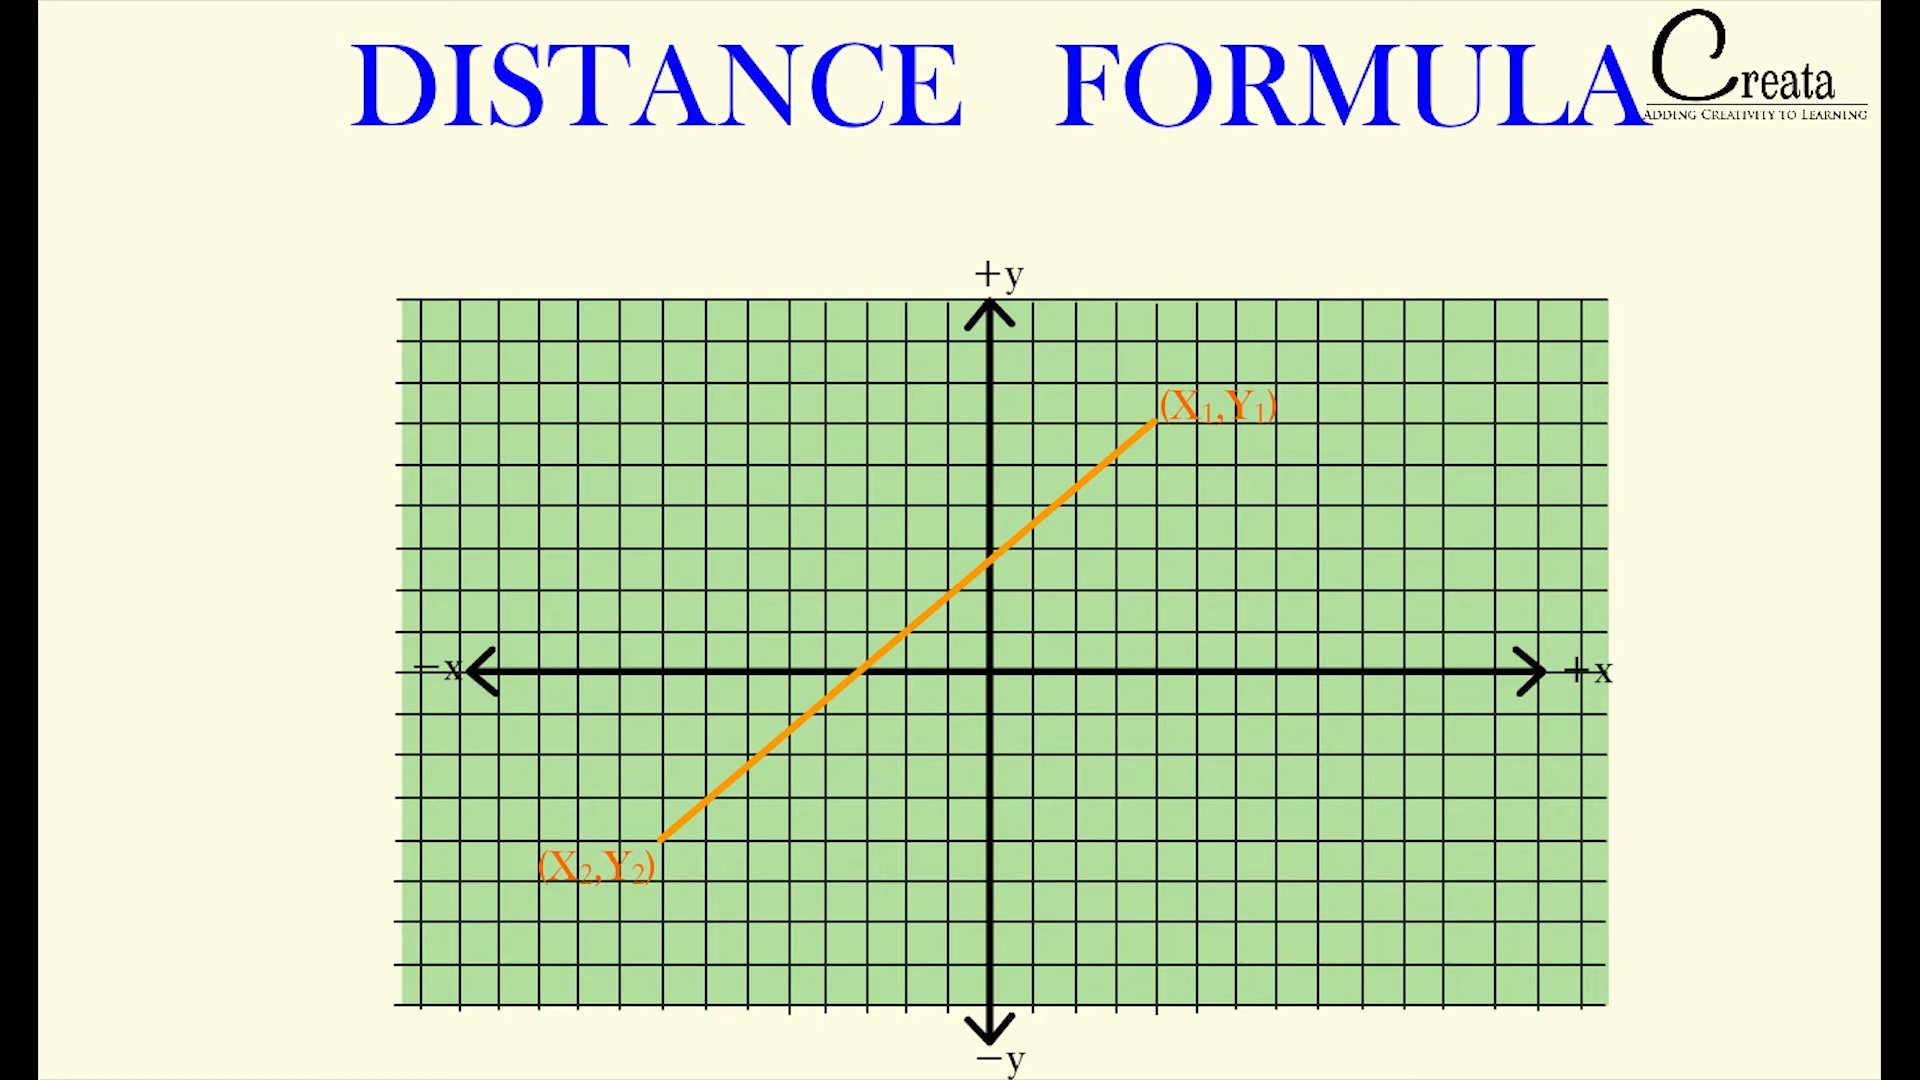 DISTANCE FORMULA
Creata
ADDING CREATIVITY TO LEARNING
+y
(X₁,Y₁)
−x
+x
(X₂,Y₂)
−y